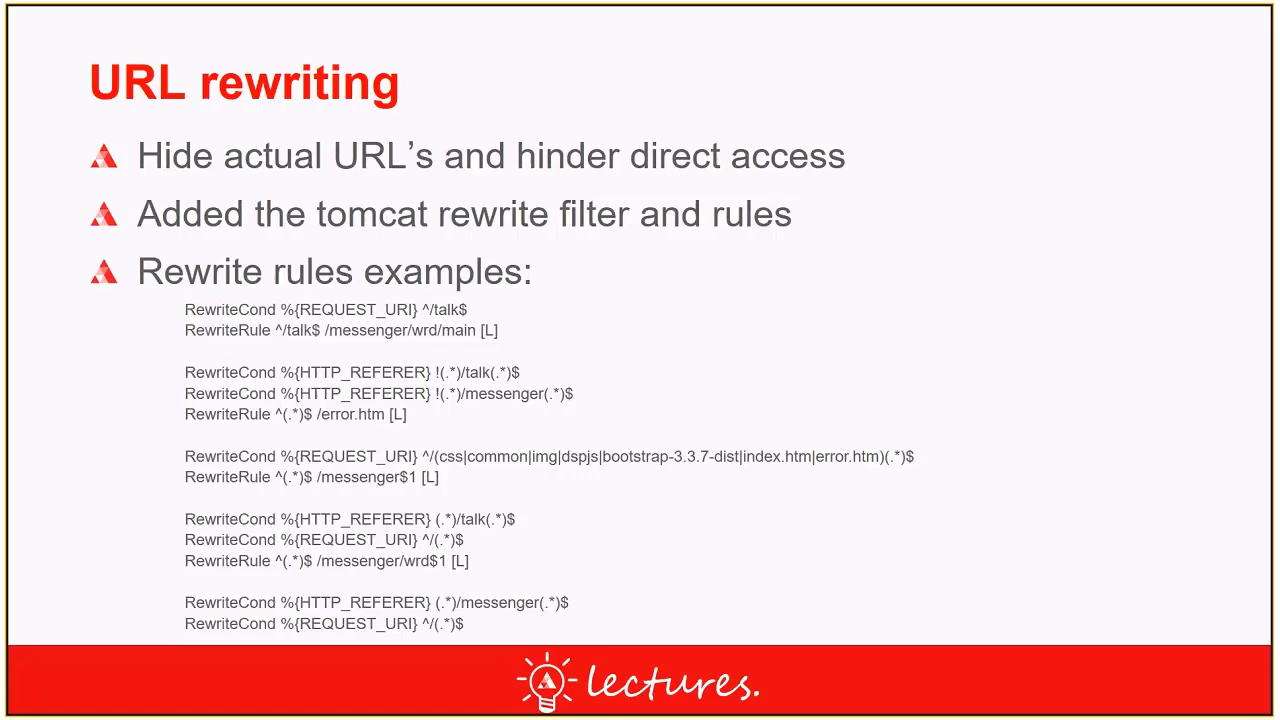 URL rewriting
Hide actual URL’s and hinder direct access
Added the tomcat rewrite filter and rules
Rewrite rules examples:
RewriteCond %{REQUEST_URI} ^/talk$
RewriteRule ^/talk$ /messenger/wrd/main [L]
RewriteCond %{HTTP_REFERER} !(.*)/talk(.*)$
RewriteCond %{HTTP_REFERER} !(.*)/messenger(.*)$
RewriteRule ^(.*)$ /error.htm [L]
RewriteCond %{REQUEST_URI} ^/(css|common|img|dspjs|bootstrap-3.3.7-dist|index.htm|error.htm)(.*)$
RewriteRule ^(.*)$ /messenger$1 [L]
RewriteCond %{HTTP_REFERER} (.*)/talk(.*)$
RewriteCond %{REQUEST_URI} ^/(.*)$
RewriteRule ^(.*)$ /messenger/wrd$1 [L]
RewriteCond %{HTTP_REFERER} (.*)/messenger(.*)$
RewriteCond %{REQUEST_URI} ^/(.*)$
lectures.